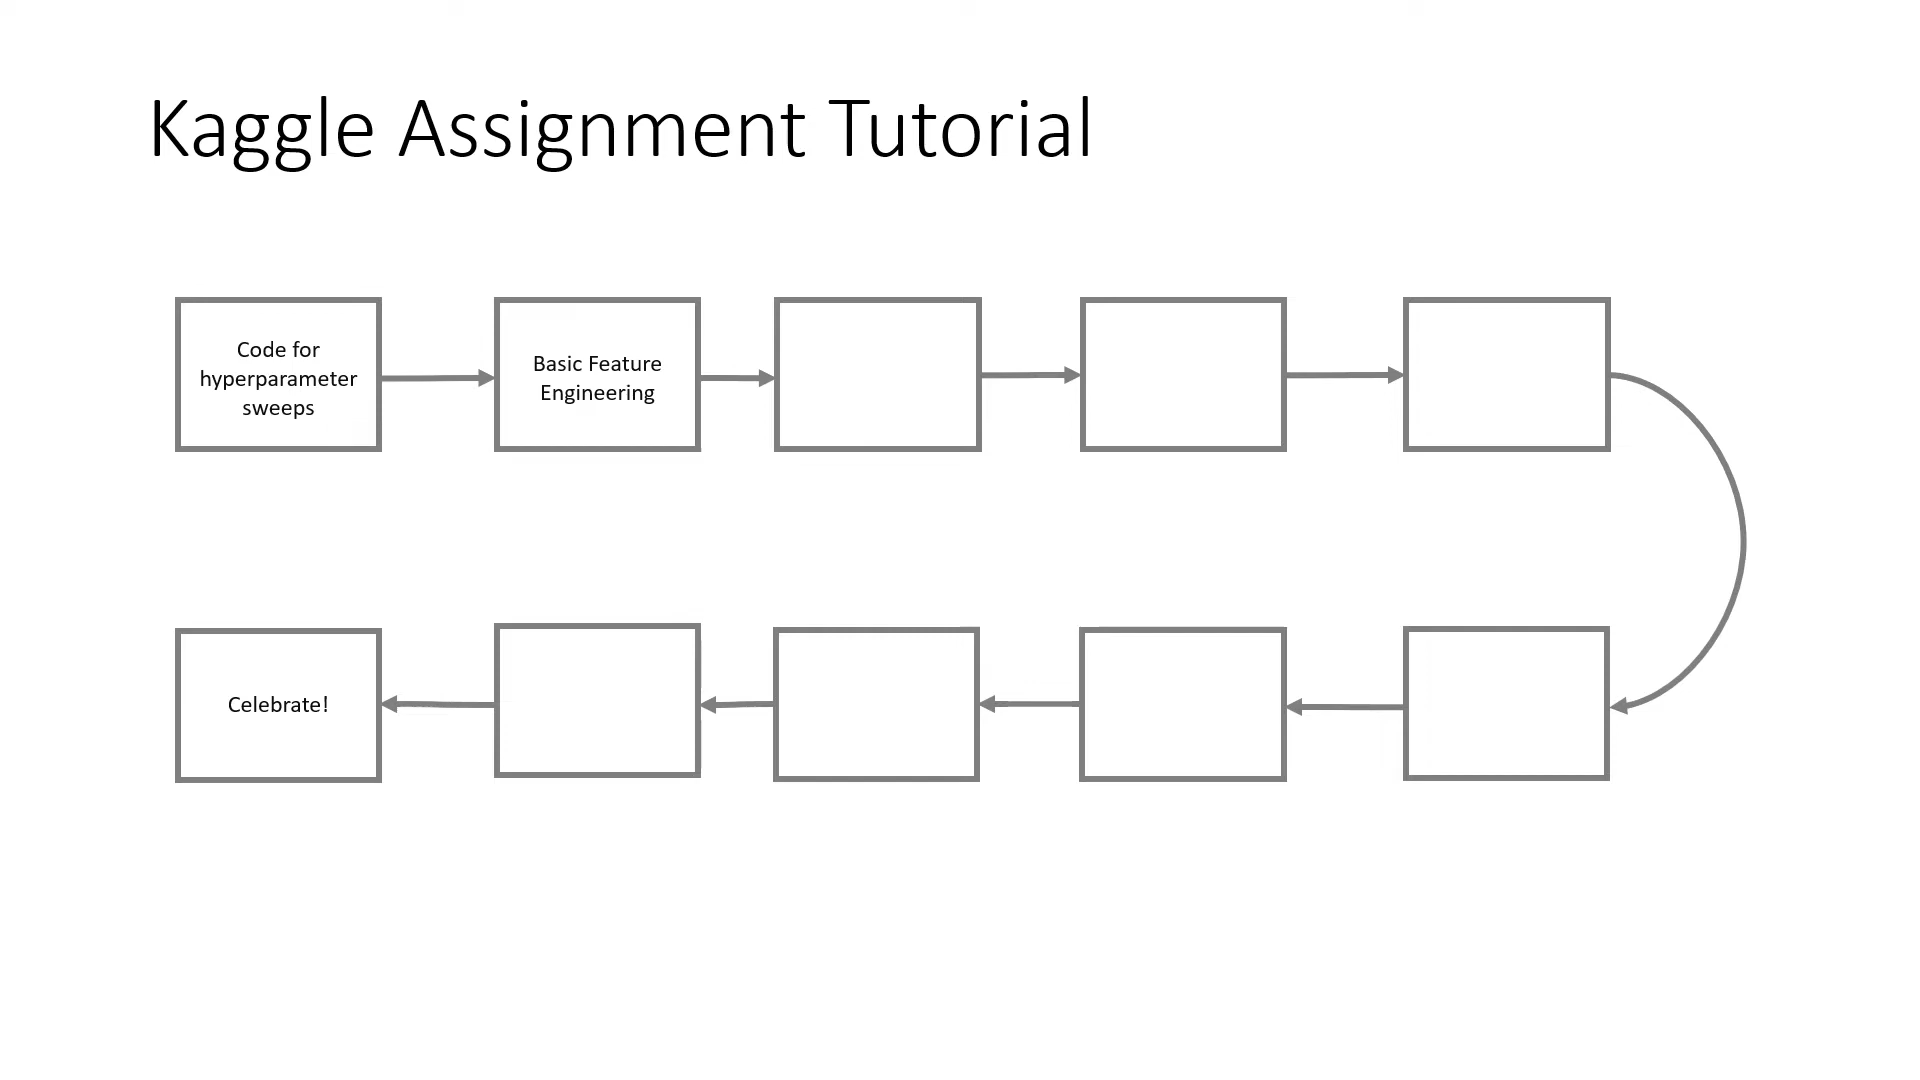 Kaggle Assignment Tutorial
Code for
hyperparameter
sweeps
Basic Feature
Engineering
Celebrate!